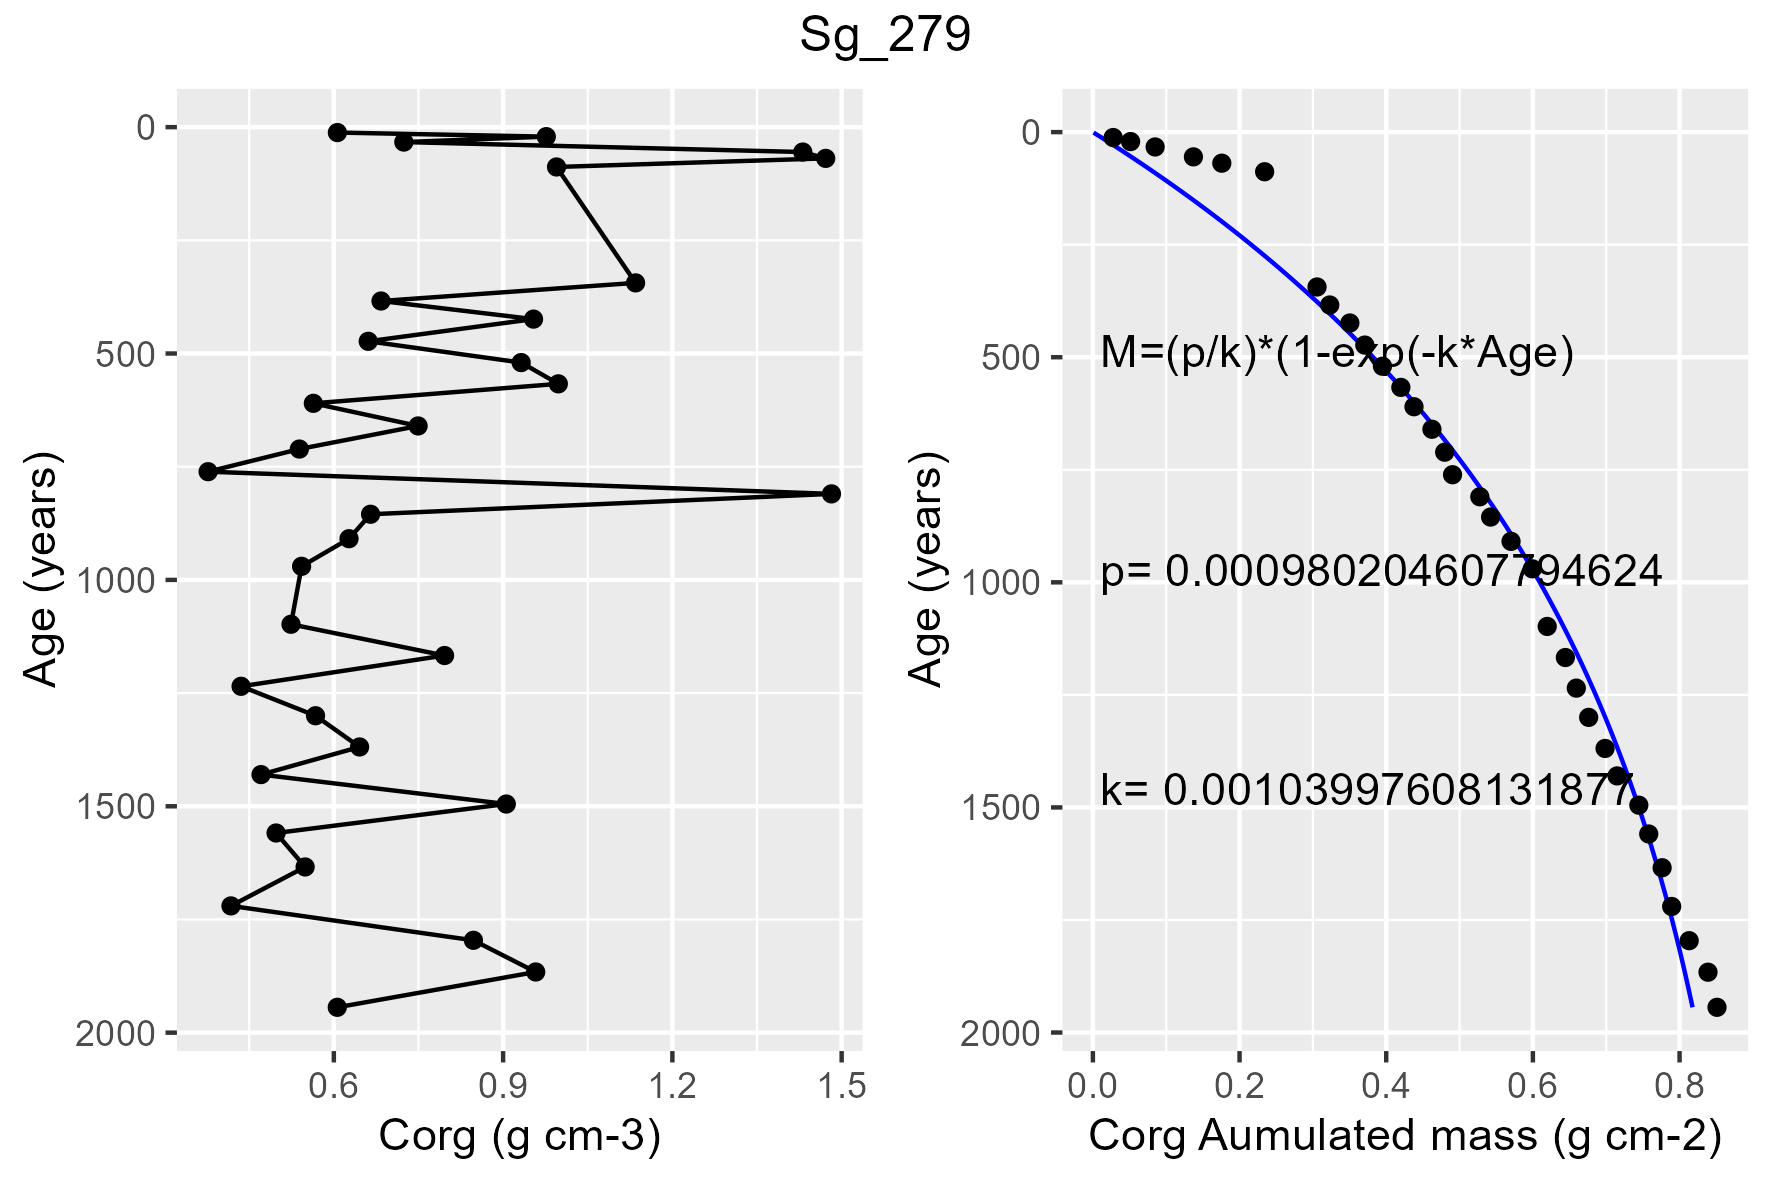 Sg_279
Age (years)
0
500
1000
1500
2000
0.6 0.9 1.2 1.5
Corg (g cm-3)
Age (years)
0
500
1000
1500
2000
M=(p/k)*(1-exp(-k*Age)
p= 0.000980204607794624
k= 0.00103997608131877
0.0 0.2 0.4 0.6 0.8
Corg Aumulated mass (g cm-2)